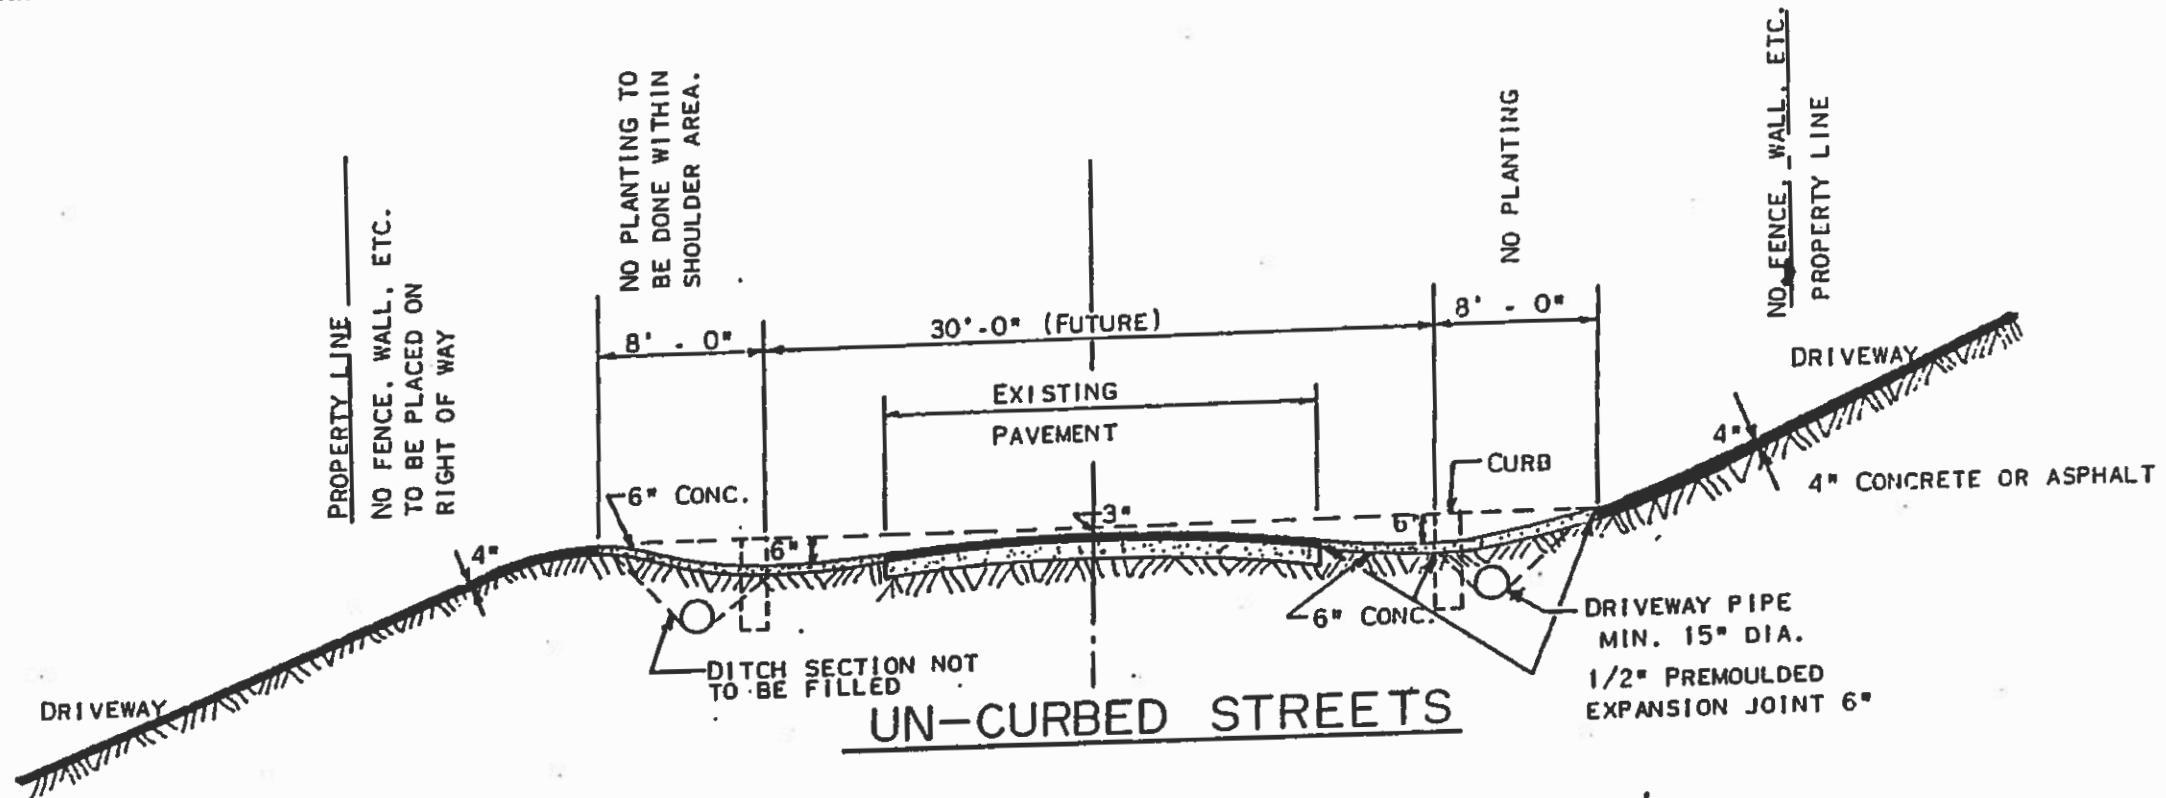 PROPERTY LINE
NO FENCE, WALL, ETC.
TO BE PLACED ON
RIGHT OF WAY
NO PLANTING TO
BE DONE WITHIN
SHOULDER AREA.
NO PLANTING
NO FENCE, WALL, ETC.
PROPERTY LINE
8' - 0"
30'-0" (FUTURE)
8' - 0"
EXISTING
PAVEMENT
DRIVEWAY
4"
4" CONCRETE OR ASPHALT
CURB
6" CONC.
3"
6"
6"
4"
6" CONC.
DRIVEWAY PIPE
MIN. 15" DIA.
1/2" PREMOULDED
EXPANSION JOINT 6"
DITCH SECTION NOT
TO BE FILLED
DRIVEWAY
UN-CURBED STREETS